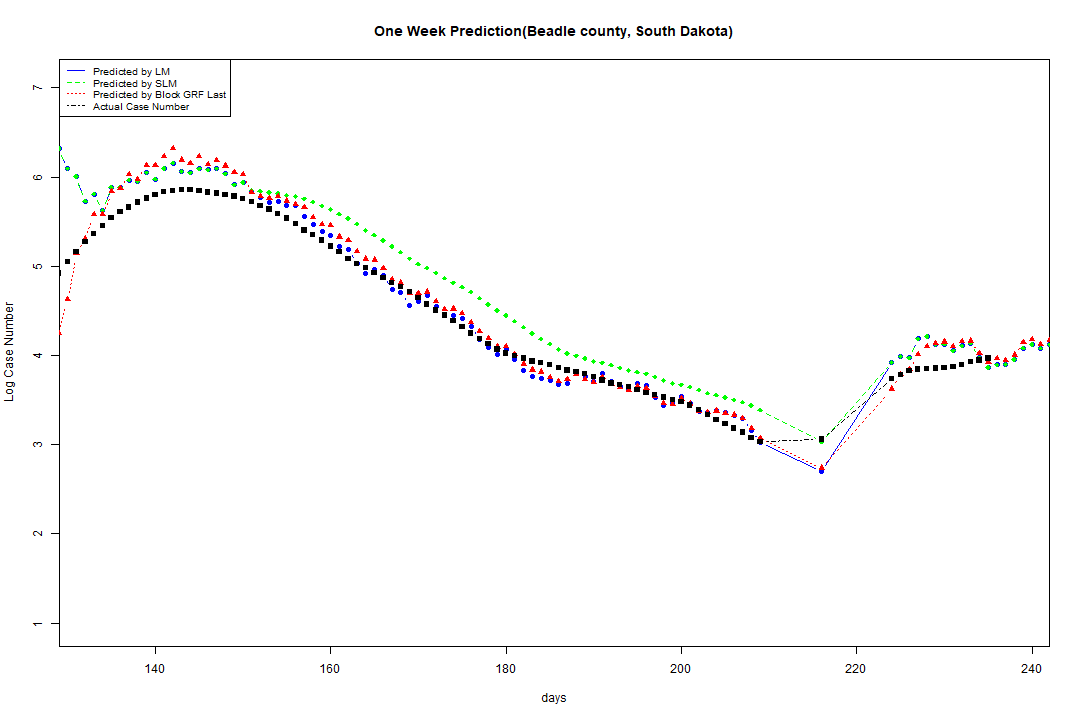 One Week Prediction(Beadle county, South Dakota)
Predicted by LM
Predicted by SLM
Predicted by Block GRF Last
Actual Case Number
7
6
5
4
3
2
1
Log Case Number
140 160 180 200 220 240
days